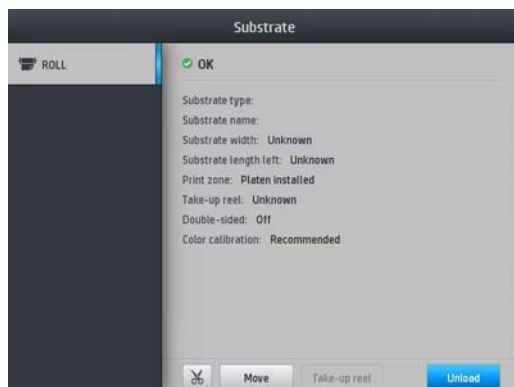 Substrate
ROLL
OK
Substrate type:
Substrate name:
Substrate width: Unknown
Substrate length left: Unknown
Print zone: Platen installed
Take-up reel: Unknown
Double-sided: Off
Color calibration: Recommended
Move Take-up reel Unload